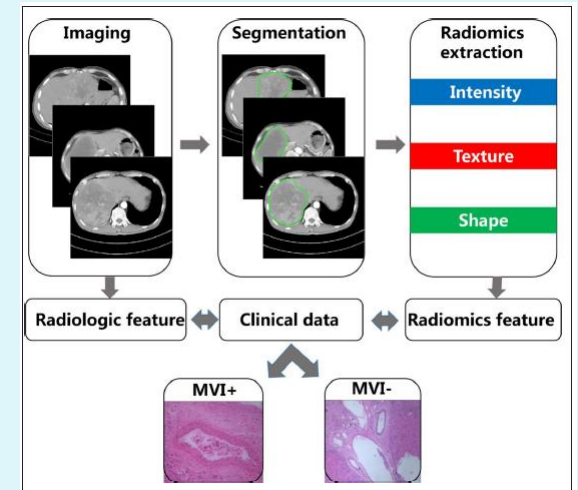 Imaging
Segmentation
Radiomics
extraction
Intensity
Texture
Shape
Radiologic feature
Clinical data
Radiomics feature
MVI+
MVI-